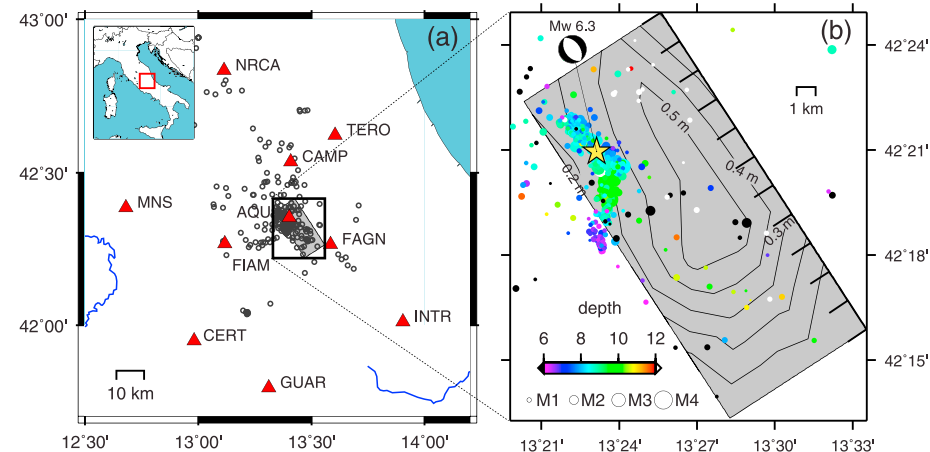 43°00'
42°30'
42°00'
12°30'
13°00'
13°30'
14°00'
(a)
NRCA
TERO
CAMP
MNS
AQU
FAGN
FIAM
INTR
CERT
GUAR
10 km
(b)
Mw 6.3
1 km
0.5 m
0.4 m
0.3 m
0.2 m
depth
6 8 10 12
M1 M2 M3 M4
42°24'
42°21'
42°18'
42°15'
13°21'
13°24'
13°27'
13°30'
13°33'